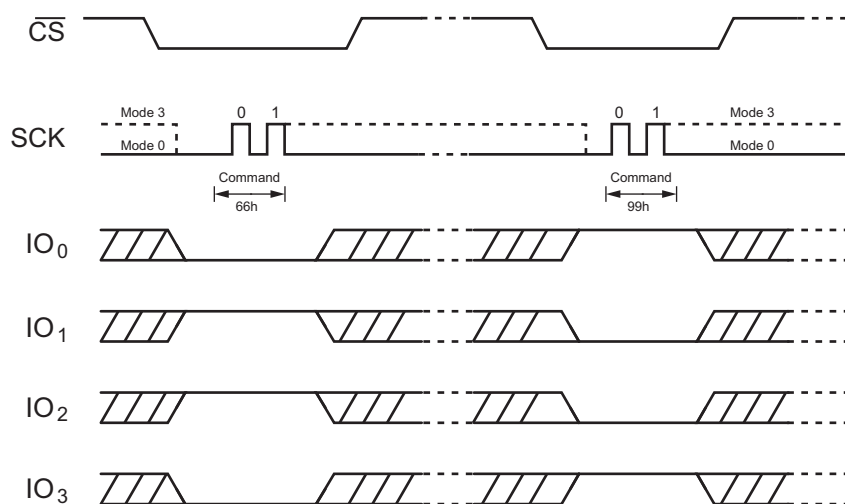 CS
Mode 3
0 1
0 1
Mode 3
SCK
Mode 0
Mode 0
Command
66h
Command
99h
IO0
IO1
IO2
IO3